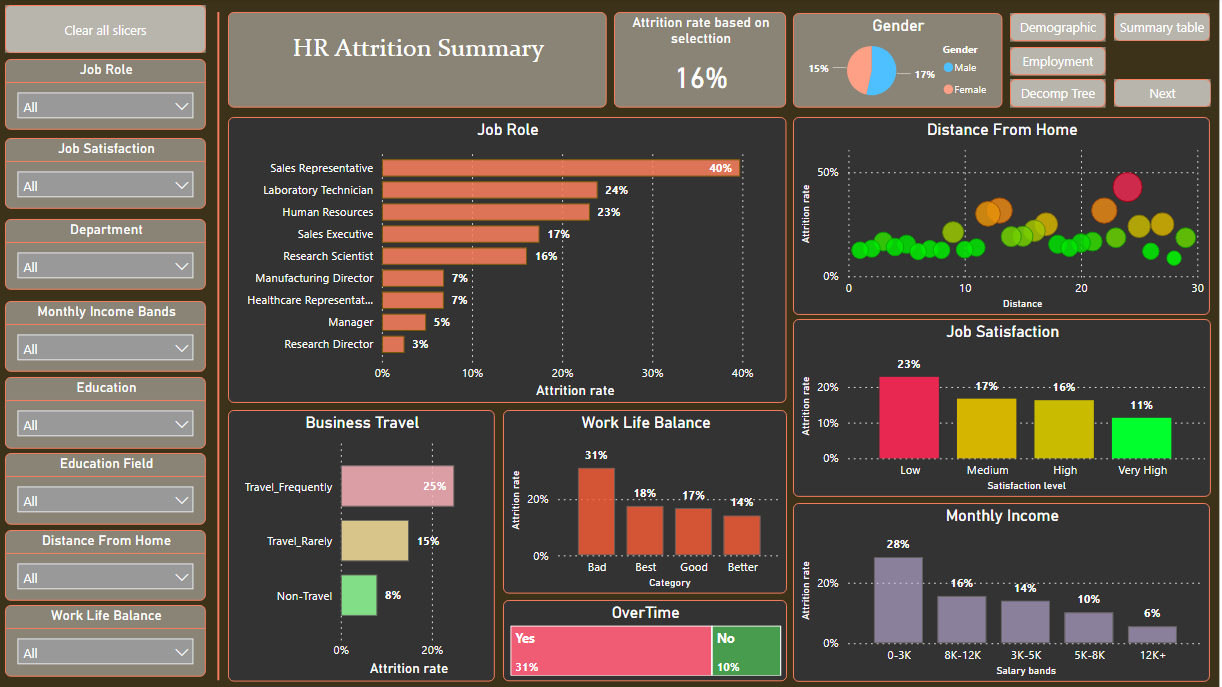 Clear all slicers
Job Role
All
Job Satisfaction
All
Department
All
Monthly Income Bands
All
Education
All
Education Field
All
Distance From Home
All
Work Life Balance
All
HR Attrition Summary
Attrition rate based on
selecttion
16%
Gender
15%
17%
Gender
Male
Female
Demographic
Summary table
Employment
Decomp Tree
Next
Job Role
Sales Representative
40%
Laboratory Technician
24%
Human Resources
23%
Sales Executive
17%
Research Scientist
16%
Manufacturing Director
7%
Healthcare Representat...
7%
Manager
5%
Research Director
3%
0%
10%
20%
30%
40%
Attrition rate
Distance From Home
Attrition rate
50%
0%
0
10
20
30
Distance
Job Satisfaction
Attrition rate
20%
10%
0%
23%
17%
16%
11%
Low
Medium
High
Very High
Satisfaction level
Business Travel
Travel_Frequently
25%
Travel_Rarely
15%
Non-Travel
8%
0%
20%
Attrition rate
Work Life Balance
Attrition rate
20%
0%
31%
18%
17%
14%
Bad
Best
Good
Better
Category
OverTime
Yes
31%
No
10%
Monthly Income
Attrition rate
20%
0%
28%
16%
14%
10%
6%
0-3K
8K-12K
3K-5K
5K-8K
12K+
Salary bands